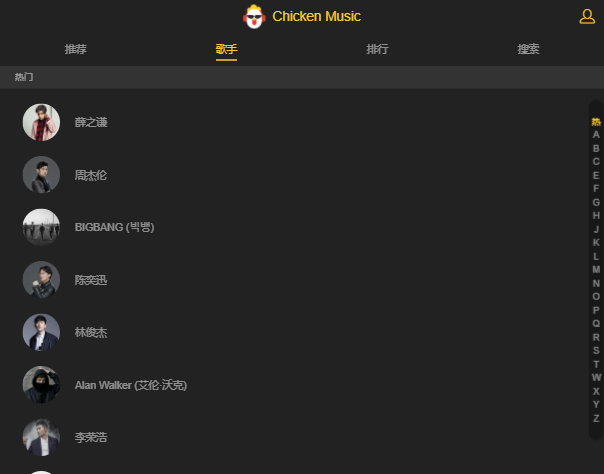 Chicken Music
推荐 歌手 排行 搜索
热门
薛之谦
周杰伦
BIGBANG (빅뱅)
陈奕迅
林俊杰
Alan Walker (艾伦·沃克)
李荣浩
热
A
B
C
E
F
G
H
J
K
L
M
N
O
P
Q
R
S
T
W
X
Y
Z